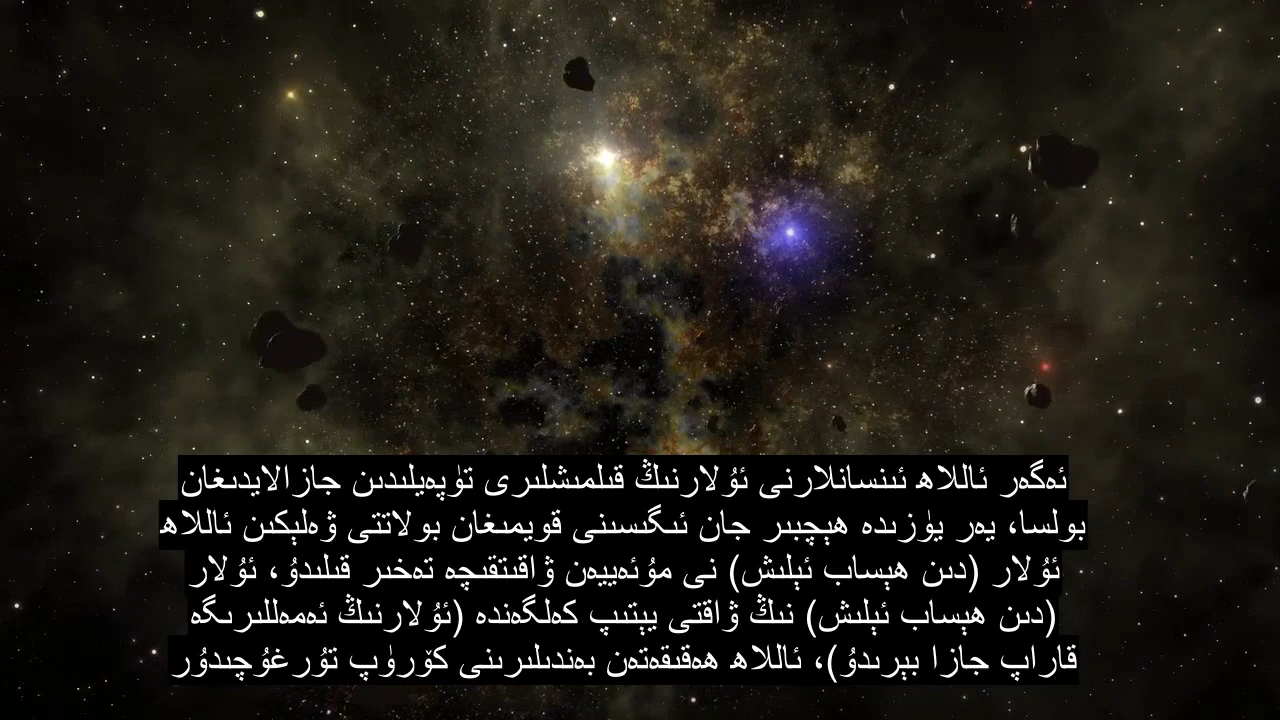 ئەگەر ئاللاھ ئىنسانلارنى ئۇلارنىڭ قىلمىشلىرى تۈپەيلىدىن جازالايدىغان
بولسا، يەر يۈزىدە ھېچبىر جان ئىگىسىنى قويمىغان بولاتتى ۋەلېكىن ئاللاھ
ئۇلار (دىن ھېساب ئېلىش) نى مۇئەييەن ۋاقىتقىچە تەخىر قىلىدۇ، ئۇلار
(دىن ھېساب ئېلىش) نىڭ ۋاقتى يېتىپ كەلگەندە (ئۇلارنىڭ ئەمەللىرىگە
قاراپ جازا بېرىدۇ)، ئاللاھ ھەقىقەتەن بەندىلىرىنى كۆرۈپ تۇرغۇچىدۇر